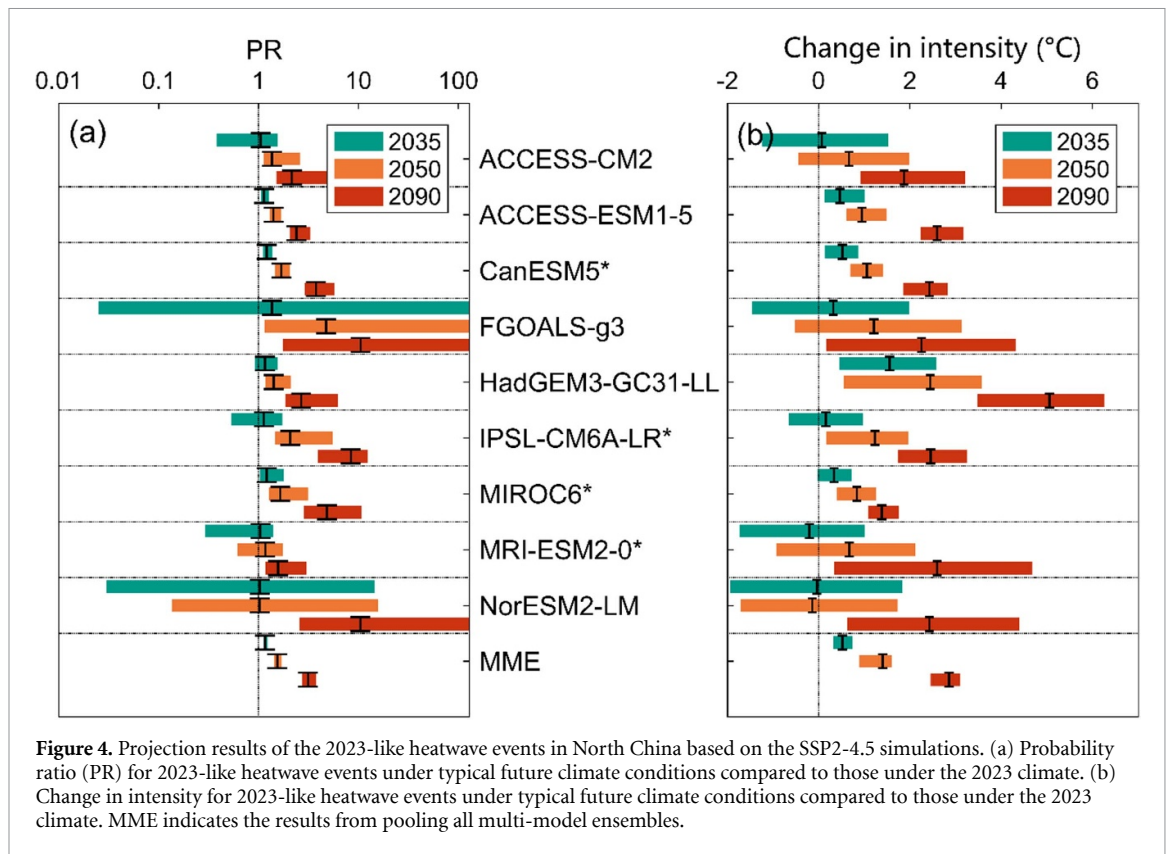 PR
Change in intensity (°C)
0.01 0.1 1 10 100
-2 0 2 4 6
(a)
2035
2050
2090
(b)
2035
2050
2090
ACCESS-CM2
ACCESS-ESM1-5
CanESM5*
FGOALS-g3
HadGEM3-GC31-LL
IPSL-CM6A-LR*
MIROC6*
MRI-ESM2-0*
NorESM2-LM
MME
Figure 4. Projection results of the 2023-like heatwave events in North China based on the SSP2-4.5 simulations. (a) Probability
ratio (PR) for 2023-like heatwave events under typical future climate conditions compared to those under the 2023 climate. (b)
Change in intensity for 2023-like heatwave events under typical future climate conditions compared to those under the 2023
climate. MME indicates the results from pooling all multi-model ensembles.